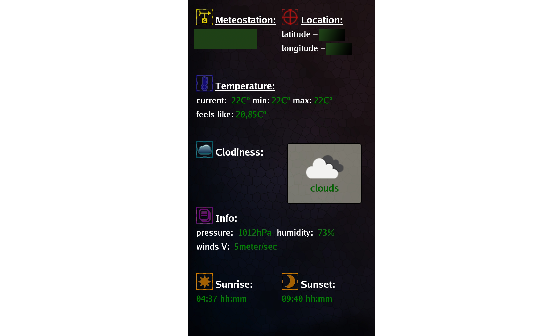 Meteostation: Location:
latitude -
longitude -
Temperature:
current: 22C° min: 22C° max: 22C°
feels like: 20,85C°
Clodiness:
clouds
Info:
pressure: 1012hPa humidity: 73%
winds V: 5meter/sec
Sunrise: Sunset:
04:37 hh:mm 09:40 hh:mm